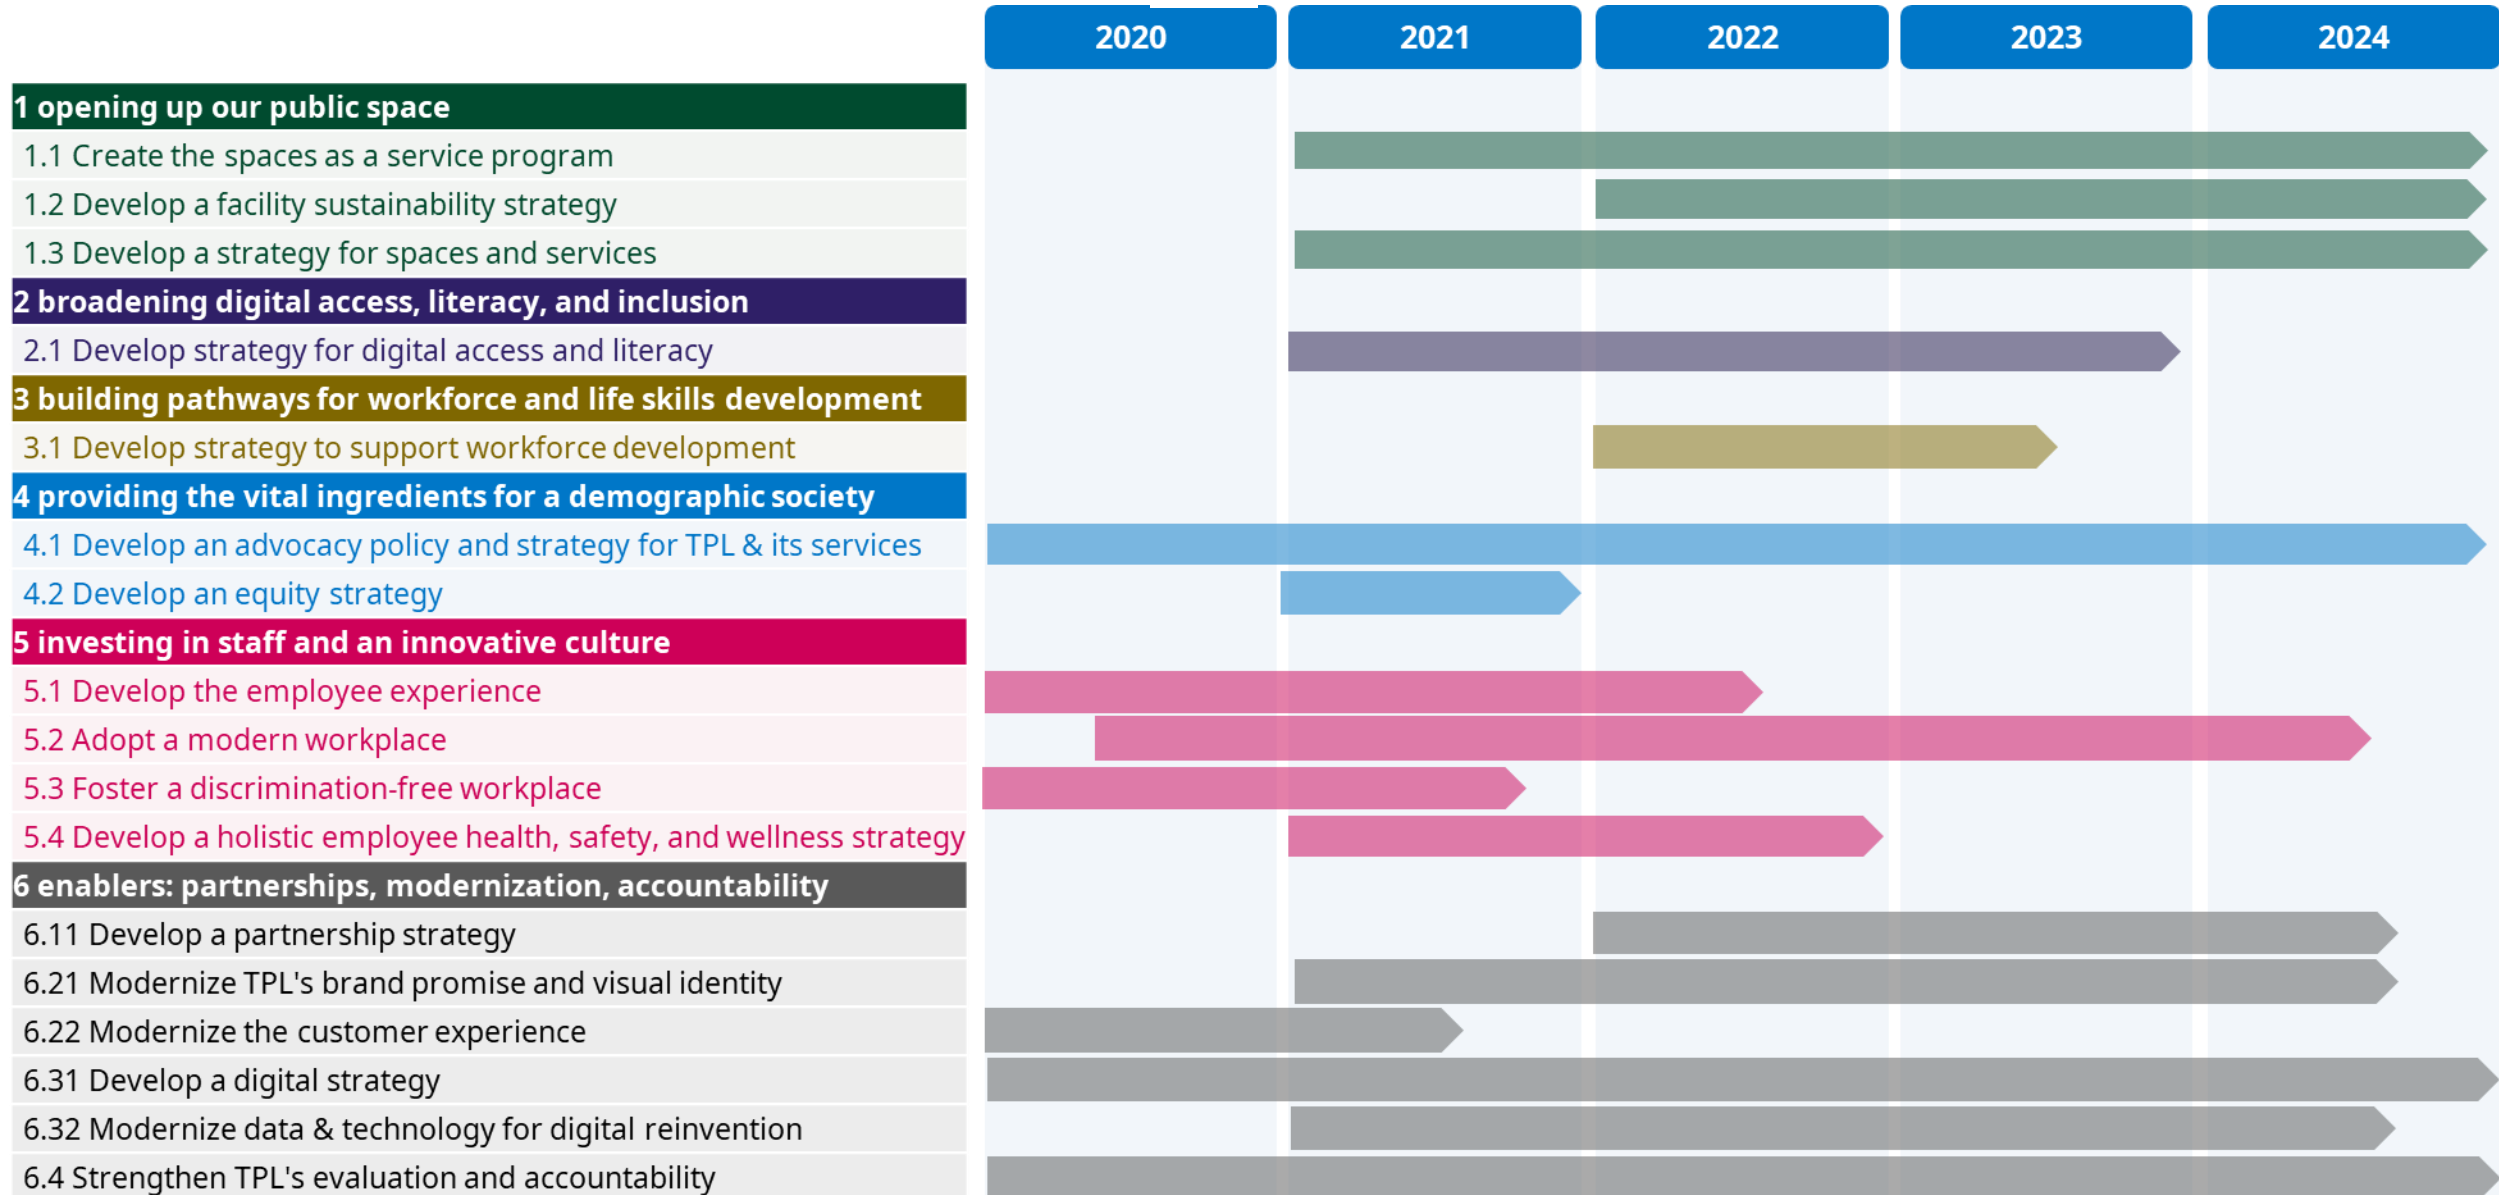 2020 2021 2022 2023 2024
1 opening up our public space
1.1 Create the spaces as a service program
1.2 Develop a facility sustainability strategy
1.3 Develop a strategy for spaces and services
2 broadening digital access, literacy, and inclusion
2.1 Develop strategy for digital access and literacy
3 building pathways for workforce and life skills development
3.1 Develop strategy to support workforce development
4 providing the vital ingredients for a demographic society
4.1 Develop an advocacy policy and strategy for TPL & its services
4.2 Develop an equity strategy
5 investing in staff and an innovative culture
5.1 Develop the employee experience
5.2 Adopt a modern workplace
5.3 Foster a discrimination-free workplace
5.4 Develop a holistic employee health, safety, and wellness strategy
6 enablers: partnerships, modernization, accountability
6.11 Develop a partnership strategy
6.21 Modernize TPL's brand promise and visual identity
6.22 Modernize the customer experience
6.31 Develop a digital strategy
6.32 Modernize data & technology for digital reinvention
6.4 Strengthen TPL's evaluation and accountability